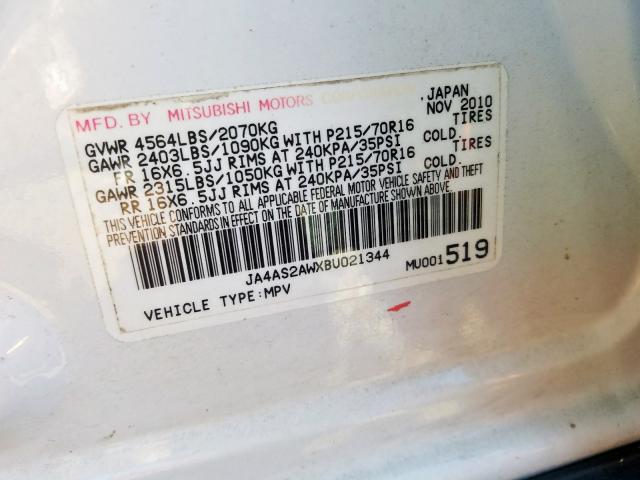 MFD. BY MITSUBISHI MOTORS CORPORATION, JAPAN
NOV 2010
GVWR 4564LBS/2070KG
GAWR 2403LBS/1090KG WITH P215/70R16 TIRES
FR 16X6.5JJ RIMS AT 240KPA/35PSI COLD.
GAWR 2315LBS/1050KG WITH P215/70R16 TIRES
RR 16X6.5JJ RIMS AT 240KPA/35PSI COLD.
THIS VEHICLE CONFORMS TO ALL APPLICABLE FEDERAL MOTOR VEHICLE SAFETY AND THEFT
PREVENTION STANDARDS IN EFFECT ON THE DATE OF MANUFACTURE SHOWN ABOVE.
JA4AS2AWXBU021344 MU001519
VEHICLE TYPE:MPV